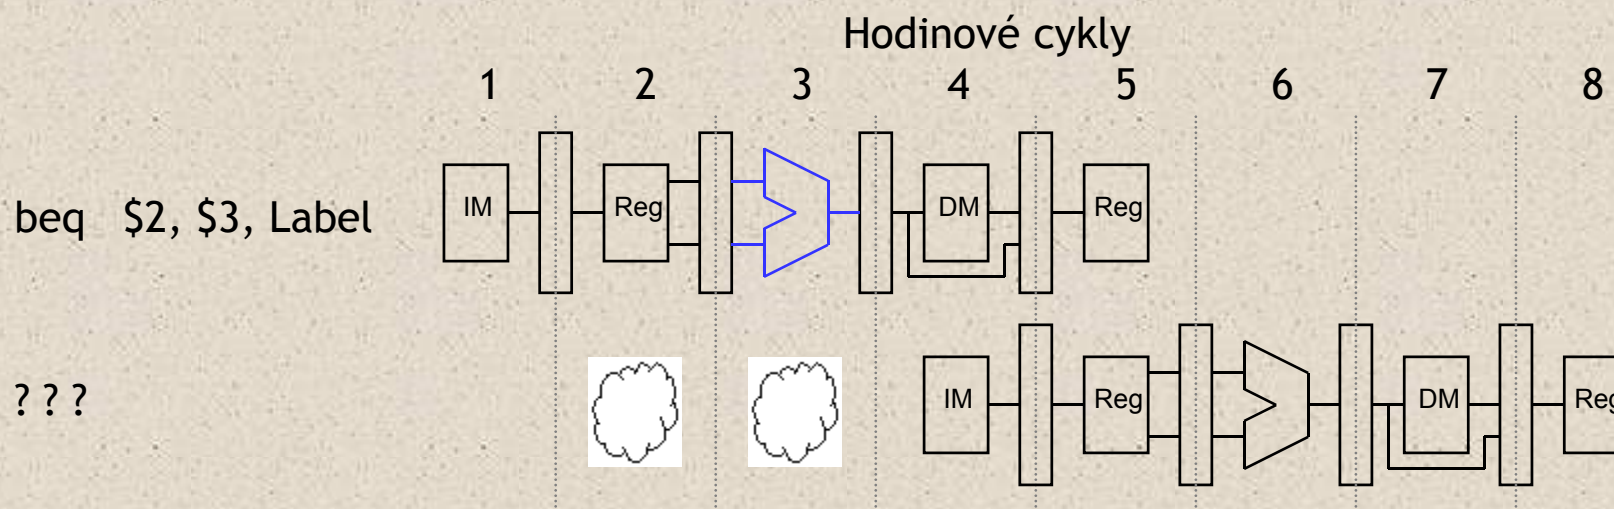 Hodinové cykly
1 2 3 4 5 6 7 8
beq $2, $3, Label IM Reg DM Reg
? ? ? IM Reg DM Reg